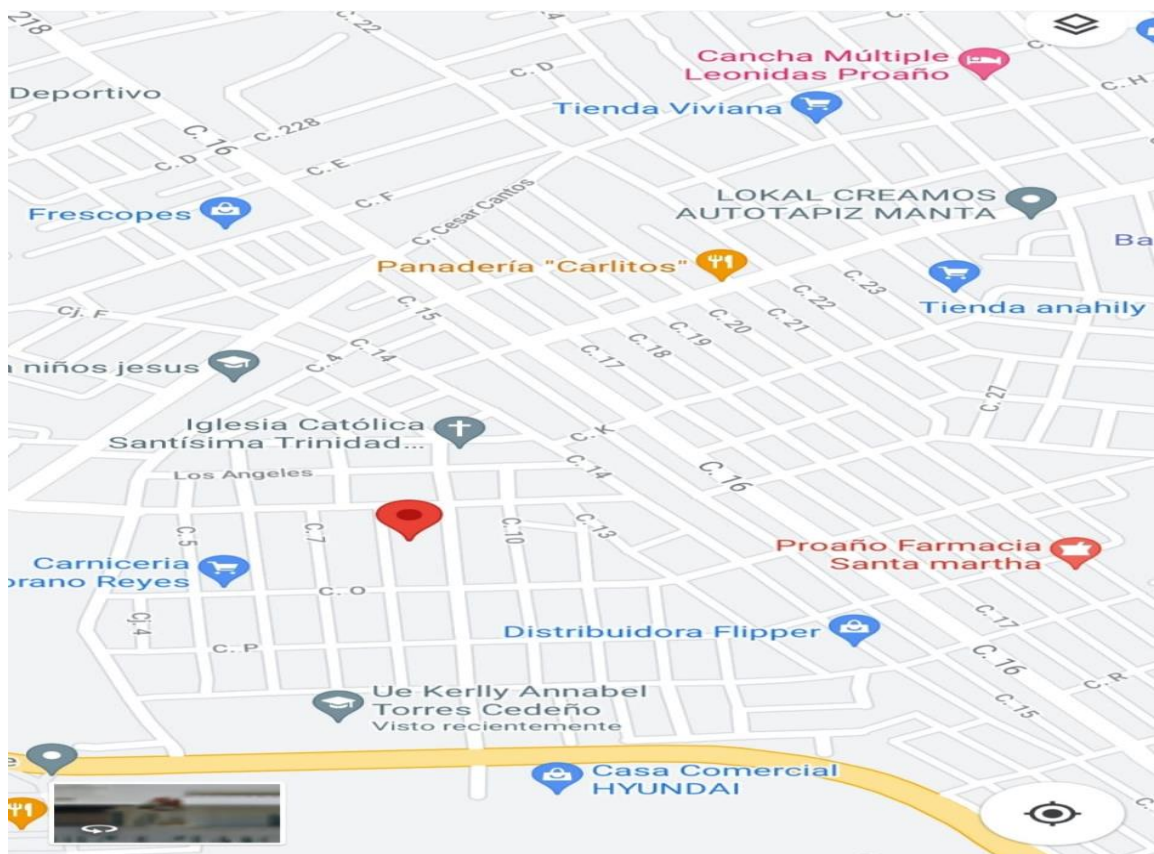 218
C. 22
C. D
Cancha Múltiple
Leonidas Proaño
C. H
Deportivo
Tienda Viviana
C. 16
C. 228
C. D
C. E
C. F
LOKAL CREAMOS
AUTOTAPIZ MANTA
Frescopes
C. Cesar Cantos
Ba
Panadería "Carlitos"
C. 23
C. 22
Tienda anahily
C. 15
C. 20
C. 21
Cj. F
C. 19
C. 18
C. 17
niños jesus
C. 4
C. 14
C. 27
Iglesia Católica
Santísima Trinidad...
C. K
Los Angeles
C. 14
C. 16
C. 5
C. 7
C. 10
C. 13
Proaño Farmacia
Santa martha
Carniceria
orano Reyes
C. O
Cj. 4
C. 17
C. P
Distribuidora Flipper
C. 16
C. R
Ue Kerlly Annabel
Torres Cedeño
Visto recientemente
C. 15
e
Casa Comercial
HYUNDAI
C.